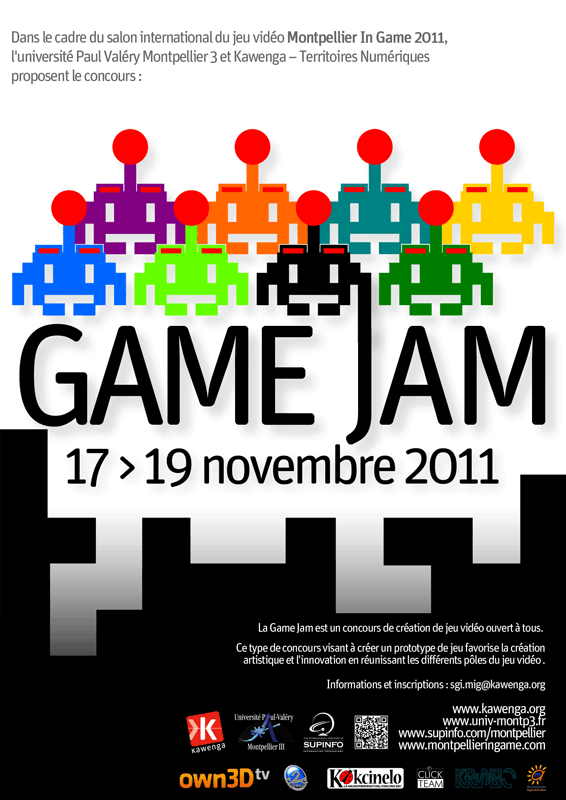 Dans le cadre du salon international du jeu vidéo Montpellier In Game 2011,
l'université Paul Valéry Montpellier 3 et Kawenga – Territoires Numériques
proposent le concours :
GAME JAM
17 > 19 novembre 2011
La Game Jam est un concours de création de jeu vidéo ouvert à tous.
Ce type de concours visant à créer un prototype de jeu favorise la création
artistique et l'innovation en réunissant les différents pôles du jeu vidéo .
Informations et inscriptions : sgi.mig@kawenga.org
www.kawenga.org
www.univ-montp3.fr
www.supinfo.com/montpellier
www.montpellieringame.com
K
Kawenga
Université Paul-Valéry
Montpellier III
SUPINFO
own3D tv
Kokcinelo
CLICK
TEAM